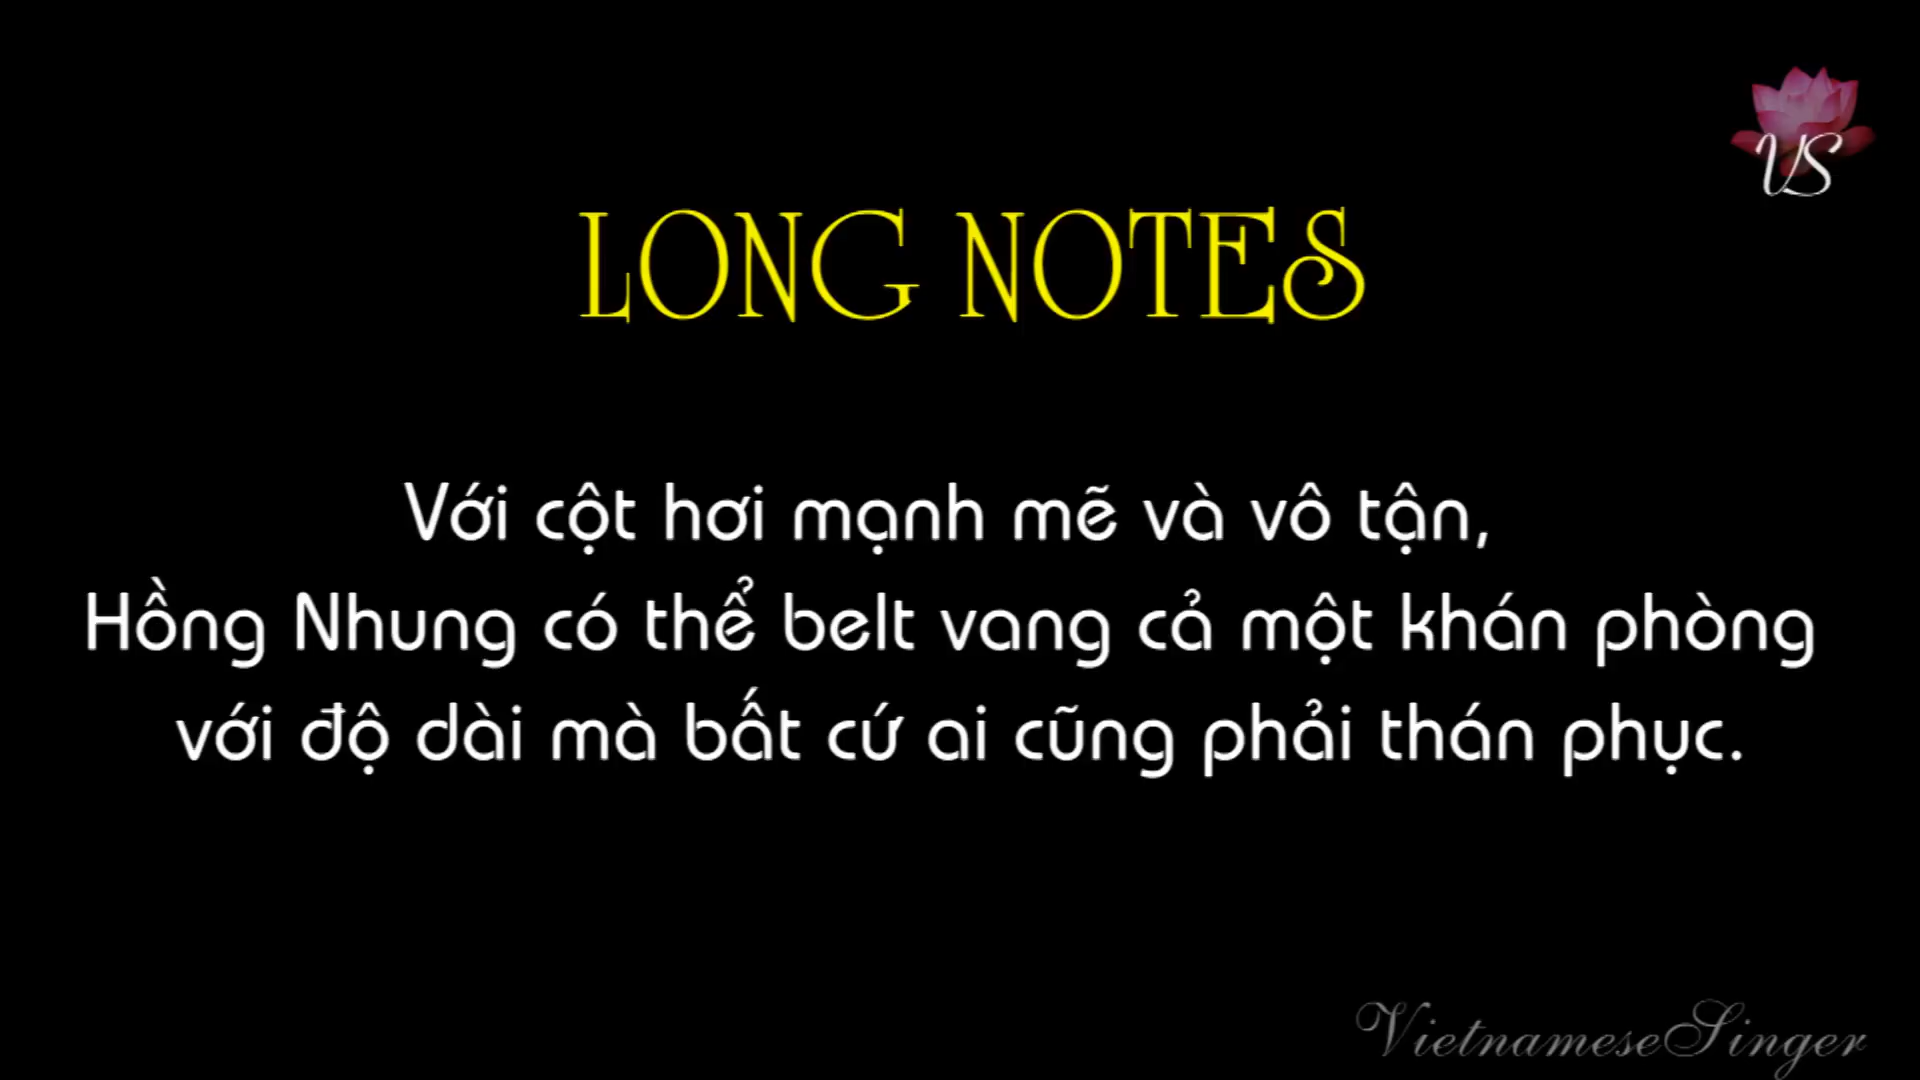 VS
LONG NOTES
Với cột hơi mạnh mẽ và vô tận,
Hồng Nhung có thể belt vang cả một khán phòng
với độ dài mà bất cứ ai cũng phải thán phục.
VietnameseSinger